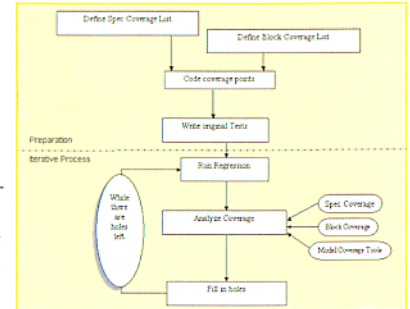 Define Spec Coverage List
Define Block Coverage List
Code coverage points
Write original Tests
Preparation
Iterative Process
Run Regression
While
there
are
holes
left
Analyze Coverage
Spec Coverage
Block Coverage
Model Coverage Tools
Fill in holes